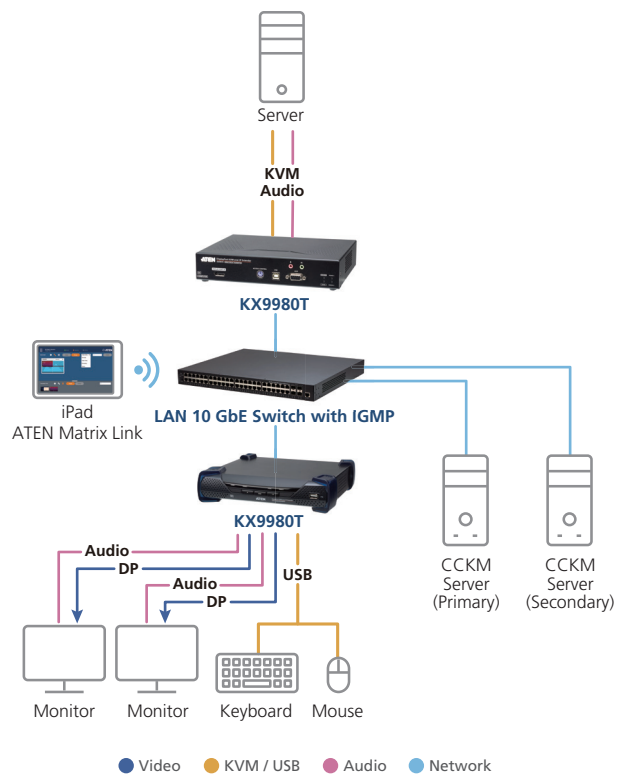 Server
KVM
Audio
ATEN
KX9980T
iPad
ATEN Matrix Link
LAN 10 GbE Switch with IGMP
KX9980T
Audio
DP
Audio
DP
USB
CCKM
Server
(Primary)
CCKM
Server
(Secondary)
Monitor
Monitor
Keyboard
Mouse
Video
KVM / USB
Audio
Network